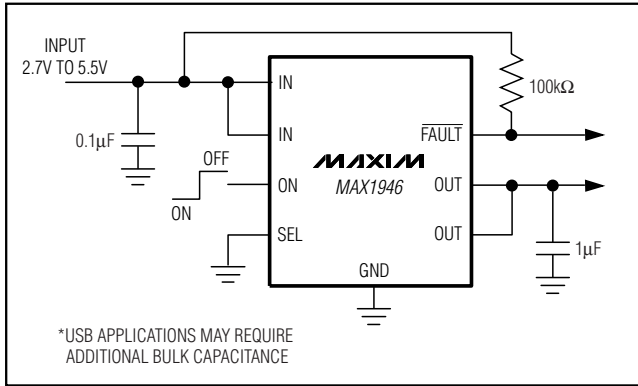 INPUT
2.7V TO 5.5V
0.1µF
OFF
ON
IN
IN
ON
SEL
MAXIM
MAX1946
GND
FAULT
OUT
OUT
100kΩ
1µF
*USB APPLICATIONS MAY REQUIRE
ADDITIONAL BULK CAPACITANCE